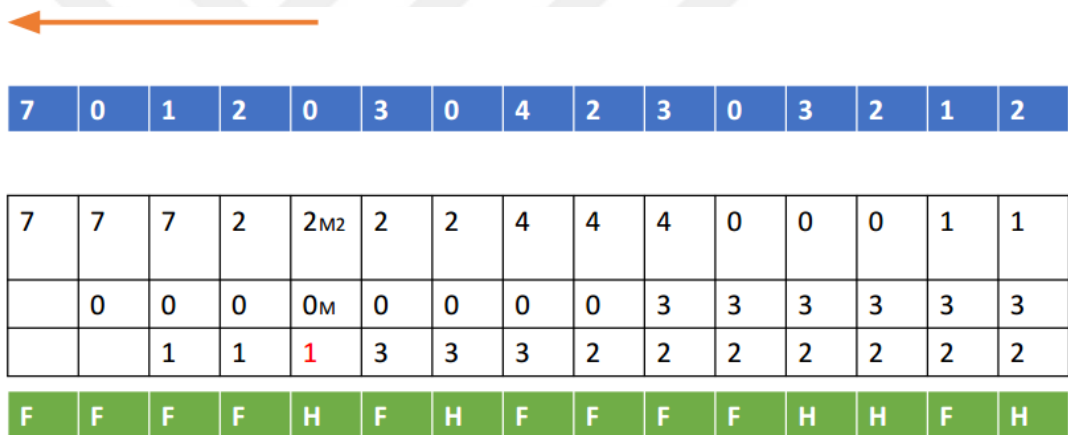 7 0 1 2 0 3 0 4 2 3 0 3 2 1 2
7 7 7 2 2M2 2 2 4 4 4 0 0 0 1 1
0 0 0 0M 0 0 0 0 3 3 3 3 3 3
1 1 1 3 3 3 2 2 2 2 2 2 2
F F F F H F H F F F F H H F H